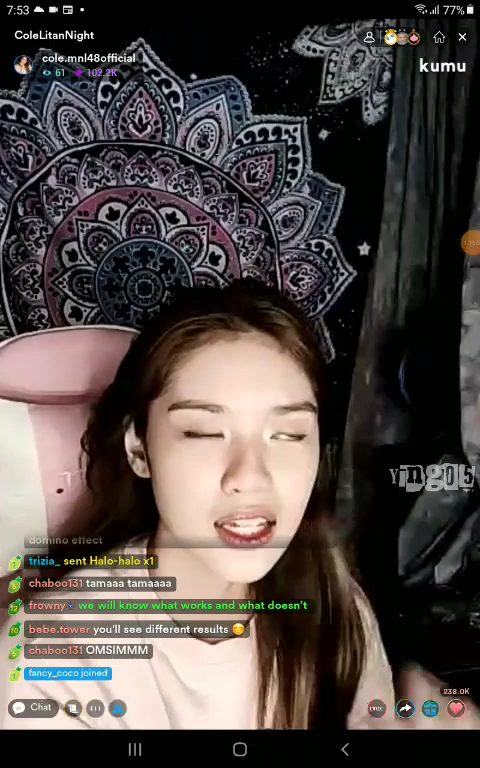 7:53
77%
ColeLitanNight
cole.mnl48official
61 102.2K
kumu
Yingo5
domino effect
trizia_ sent Halo-halo x1
chaboo131 tamaaa tamaaaa
frowny we will know what works and what doesn't
bebe.tower you'll see different results
chaboo131 OMSIMMM
fancy_coco joined
238.0K
Chat